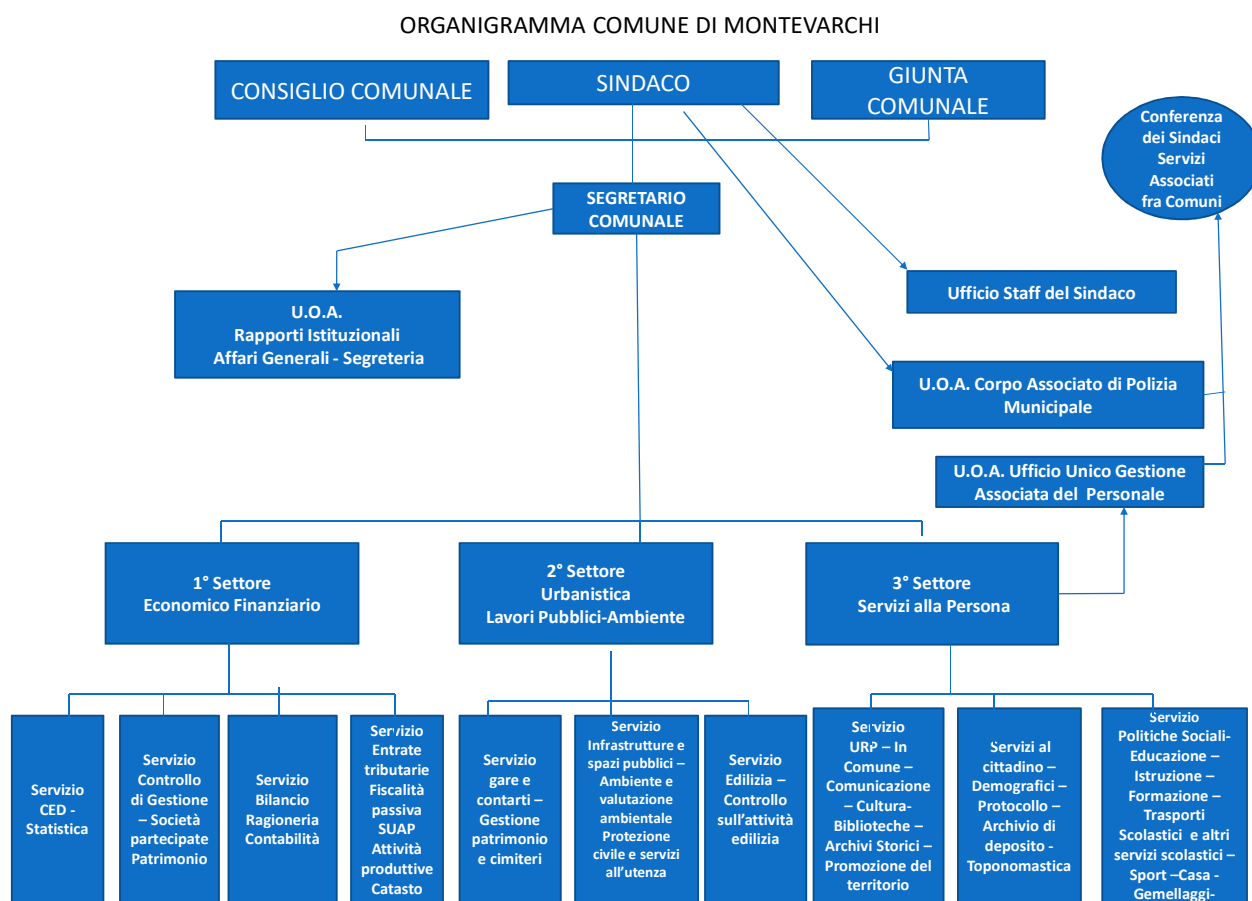 ORGANIGRAMMA COMUNE DI MONTEVARCHI
CONSIGLIO COMUNALE
SINDACO
GIUNTA
COMUNALE
Conferenza
dei Sindaci
Servizi
Associati
fra Comuni
SEGRETARIO
COMUNALE
Ufficio Staff del Sindaco
U.O.A.
Rapporti Istituzionali
Affari Generali - Segreteria
U.O.A. Corpo Associato di Polizia
Municipale
U.O.A. Ufficio Unico Gestione
Associata del Personale
1° Settore
Economico Finanziario
2° Settore
Urbanistica
Lavori Pubblici-Ambiente
3° Settore
Servizi alla Persona
Servizio
CED -
Statistica
Servizio
Controllo
di Gestione
– Società
partecipate
Patrimonio
Servizio
Bilancio
Ragioneria
Contabilità
Servizio
Entrate
tributarie
Fiscalità
passiva
SUAP
Attività
produttive
Catasto
Servizio
gare e
contarti –
Gestione
patrimonio
e cimiteri
Servizio
Infrastrutture e
spazi pubblici –
Ambiente e
valutazione
ambientale
Protezione
civile e servizi
all’utenza
Servizio
Edilizia –
Controllo
sull’attività
edilizia
Servizio
URP – In
Comune –
Comunicazione
– Cultura-
Biblioteche –
Archivi Storici –
Promozione del
territorio
Servizi al
cittadino –
Demografici –
Protocollo –
Archivio di
deposito -
Toponomastica
Servizio
Politiche Sociali-
Educazione –
Istruzione –
Formazione –
Trasporti
Scolastici e altri
servizi scolastici –
Sport –Casa -
Gemellaggi-